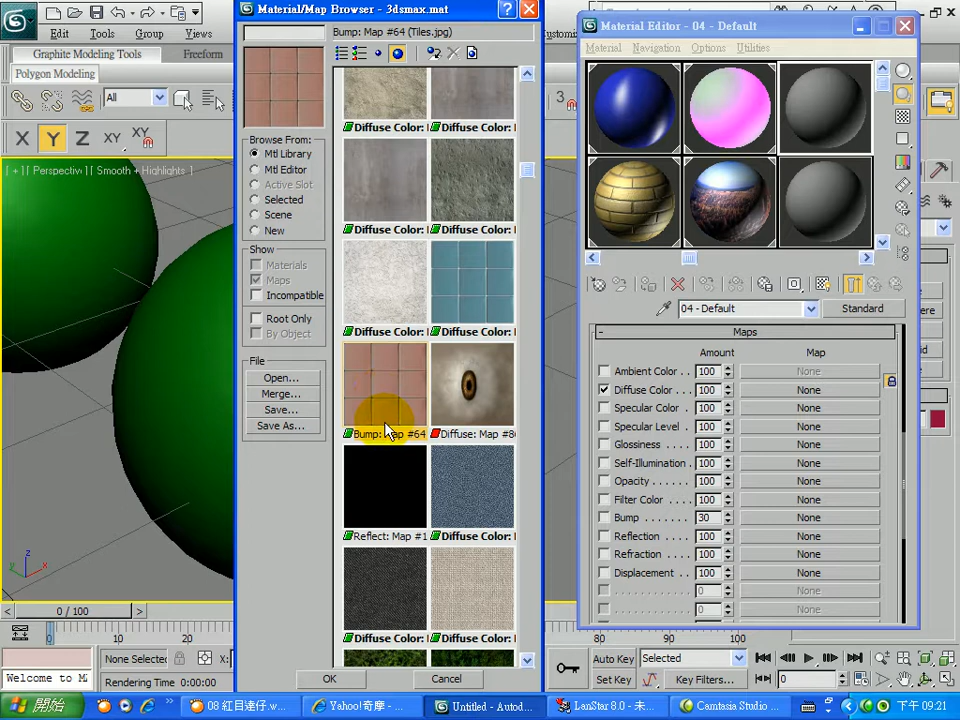 Material/Map Browser - 3dsmax.mat
Material Editor - 04 - Default
Edit Tools Group Views
Material Navigation Options Utilities
Bump: Map #64 (Tiles.jpg)
Graphite Modeling Tools Freeform
Polygon Modeling
All
3
X Y Z XY XY
[ + ][ Perspective ][ Smooth + Highlights ]
Browse From:
Mtl Library
Mtl Editor
Active Slot
Selected
Scene
New
Show
Materials
Maps
Incompatible
Root Only
By Object
File
Open...
Merge...
Save...
Save As...
Diffuse Color: Diffuse Color:
Diffuse Color: Diffuse Color:
Diffuse Color: Diffuse Color:
Bump: Map #64 Diffuse: Map #8
Reflect: Map #1 Diffuse Color:
Diffuse Color: Diffuse Color:
OK Cancel
04 - Default Standard
- Maps
Amount Map
Ambient Color 100 None
Diffuse Color 100 None
Specular Color 100 None
Specular Level 100 None
Glossiness 100 None
Self-Illumination 100 None
Opacity 100 None
Filter Color 100 None
Bump 30 None
Reflection 100 None
Refraction 100 None
Displacement 100 None
0
0
z
y x
< 0 / 100 >
0 10 20 80 90 100
None Selected X:
Welcome to M
Rendering Time 0:00:00
Auto Key Selected
Set Key Key Filters... 0
開始 08 紅目達仔.w... Yahoo!奇摩 - ... Untitled - Autod... LanStar 8.0 - 未... Camtasia Studio ... 下午 09:21